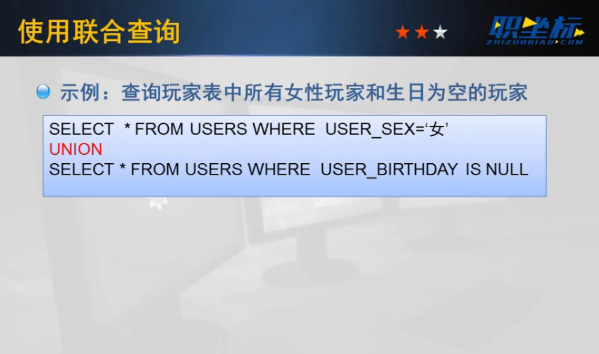 使用联合查询
职坐标
ZHIZUOBIAO.COM
示例：查询玩家表中所有女性玩家和生日为空的玩家
SELECT * FROM USERS WHERE USER_SEX=‘女’
UNION
SELECT * FROM USERS WHERE USER_BIRTHDAY IS NULL